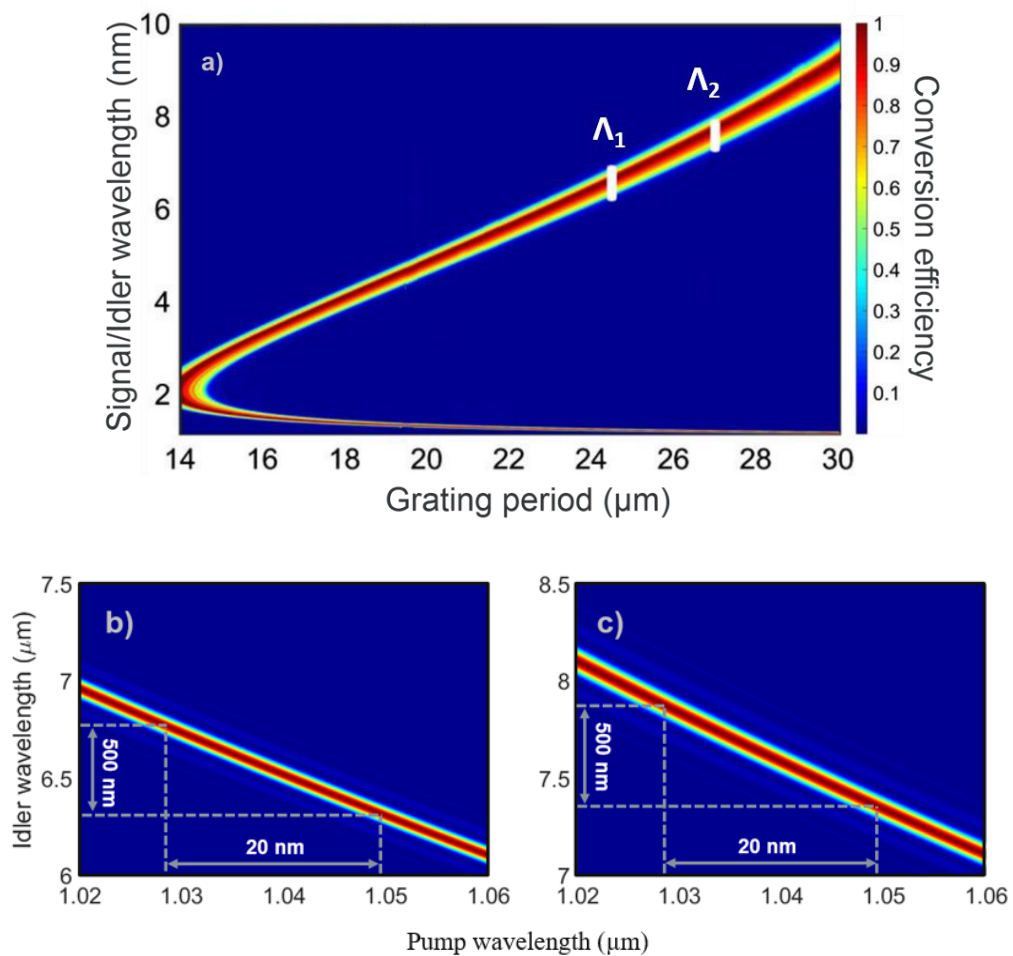 a)
Λ1
Λ2
Signal/Idler wavelength (nm)
10
8
6
4
2
14 16 18 20 22 24 26 28 30
Grating period (µm)
1
0.9
0.8
0.7
0.6
0.5
0.4
0.3
0.2
0.1
Conversion efficiency
b)
Idler wavelength (µm)
7.5
7
6.5
6
500 nm
20 nm
1.02 1.03 1.04 1.05 1.06
c)
8.5
8
7.5
7
500 nm
20 nm
1.02 1.03 1.04 1.05 1.06
Pump wavelength (µm)